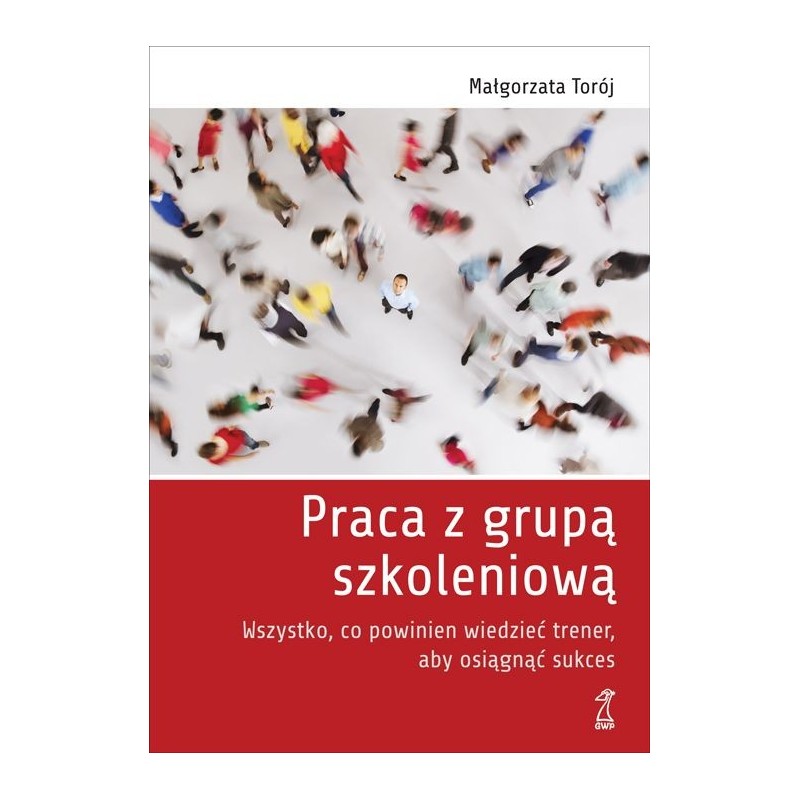 Małgorzata Torój
Praca z grupą
szkoleniową
Wszystko, co powinien wiedzieć trener,
aby osiągnąć sukces
GWP